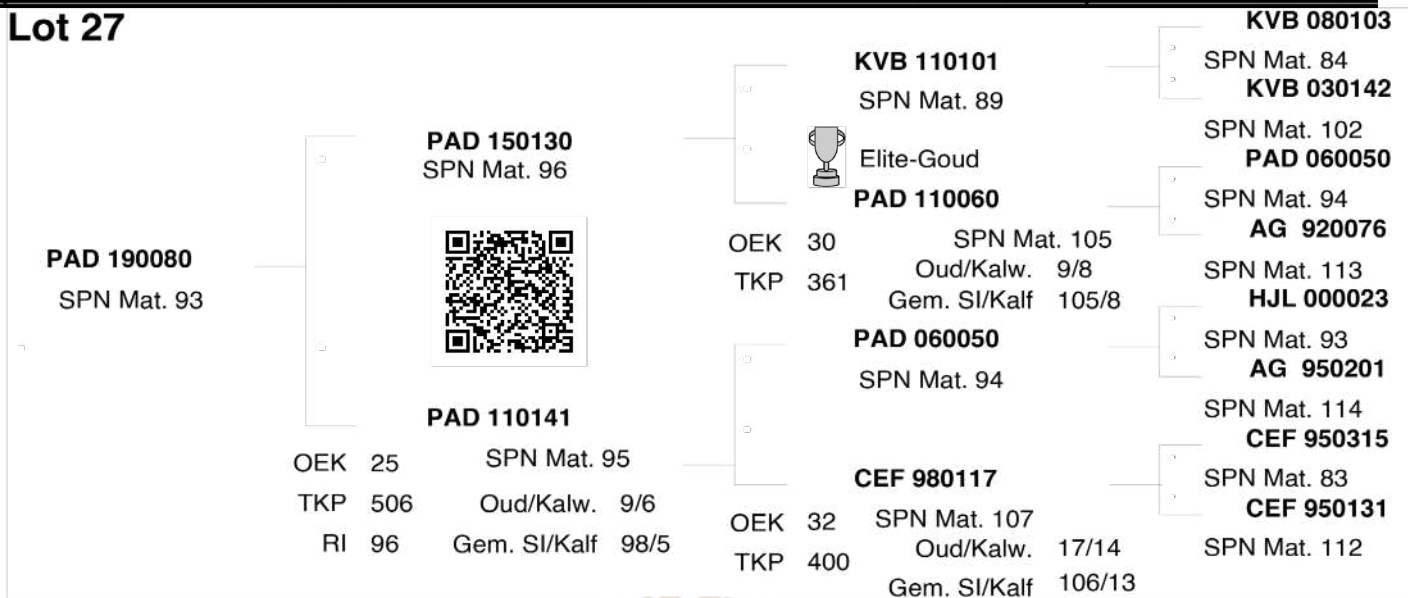 Lot 27
PAD 190080
SPN Mat. 93
PAD 150130
SPN Mat. 96
PAD 110141
OEK 25 SPN Mat. 95
TKP 506 Oud/Kalw. 9/6
RI 96 Gem. SI/Kalf 98/5
KVB 110101
SPN Mat. 89
Elite-Goud
PAD 110060
OEK 30 SPN Mat. 105
TKP 361 Oud/Kalw. 9/8
Gem. SI/Kalf 105/8
PAD 060050
SPN Mat. 94
CEF 980117
OEK 32 SPN Mat. 107
TKP 400 Oud/Kalw. 17/14
Gem. SI/Kalf 106/13
KVB 080103
SPN Mat. 84
KVB 030142
SPN Mat. 102
PAD 060050
SPN Mat. 94
AG 920076
SPN Mat. 113
HJL 000023
SPN Mat. 93
AG 950201
SPN Mat. 114
CEF 950315
SPN Mat. 83
CEF 950131
SPN Mat. 112